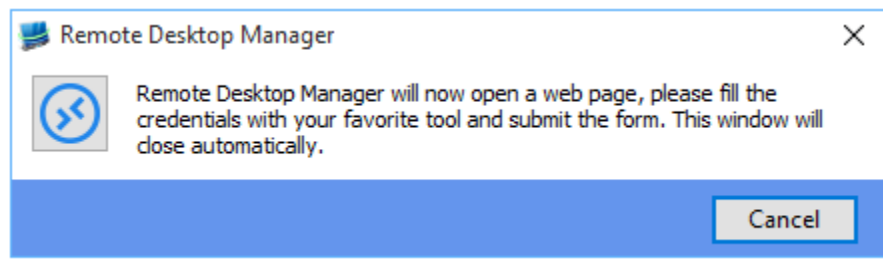 Remote Desktop Manager
Remote Desktop Manager will now open a web page, please fill the
credentials with your favorite tool and submit the form. This window will
close automatically.
Cancel